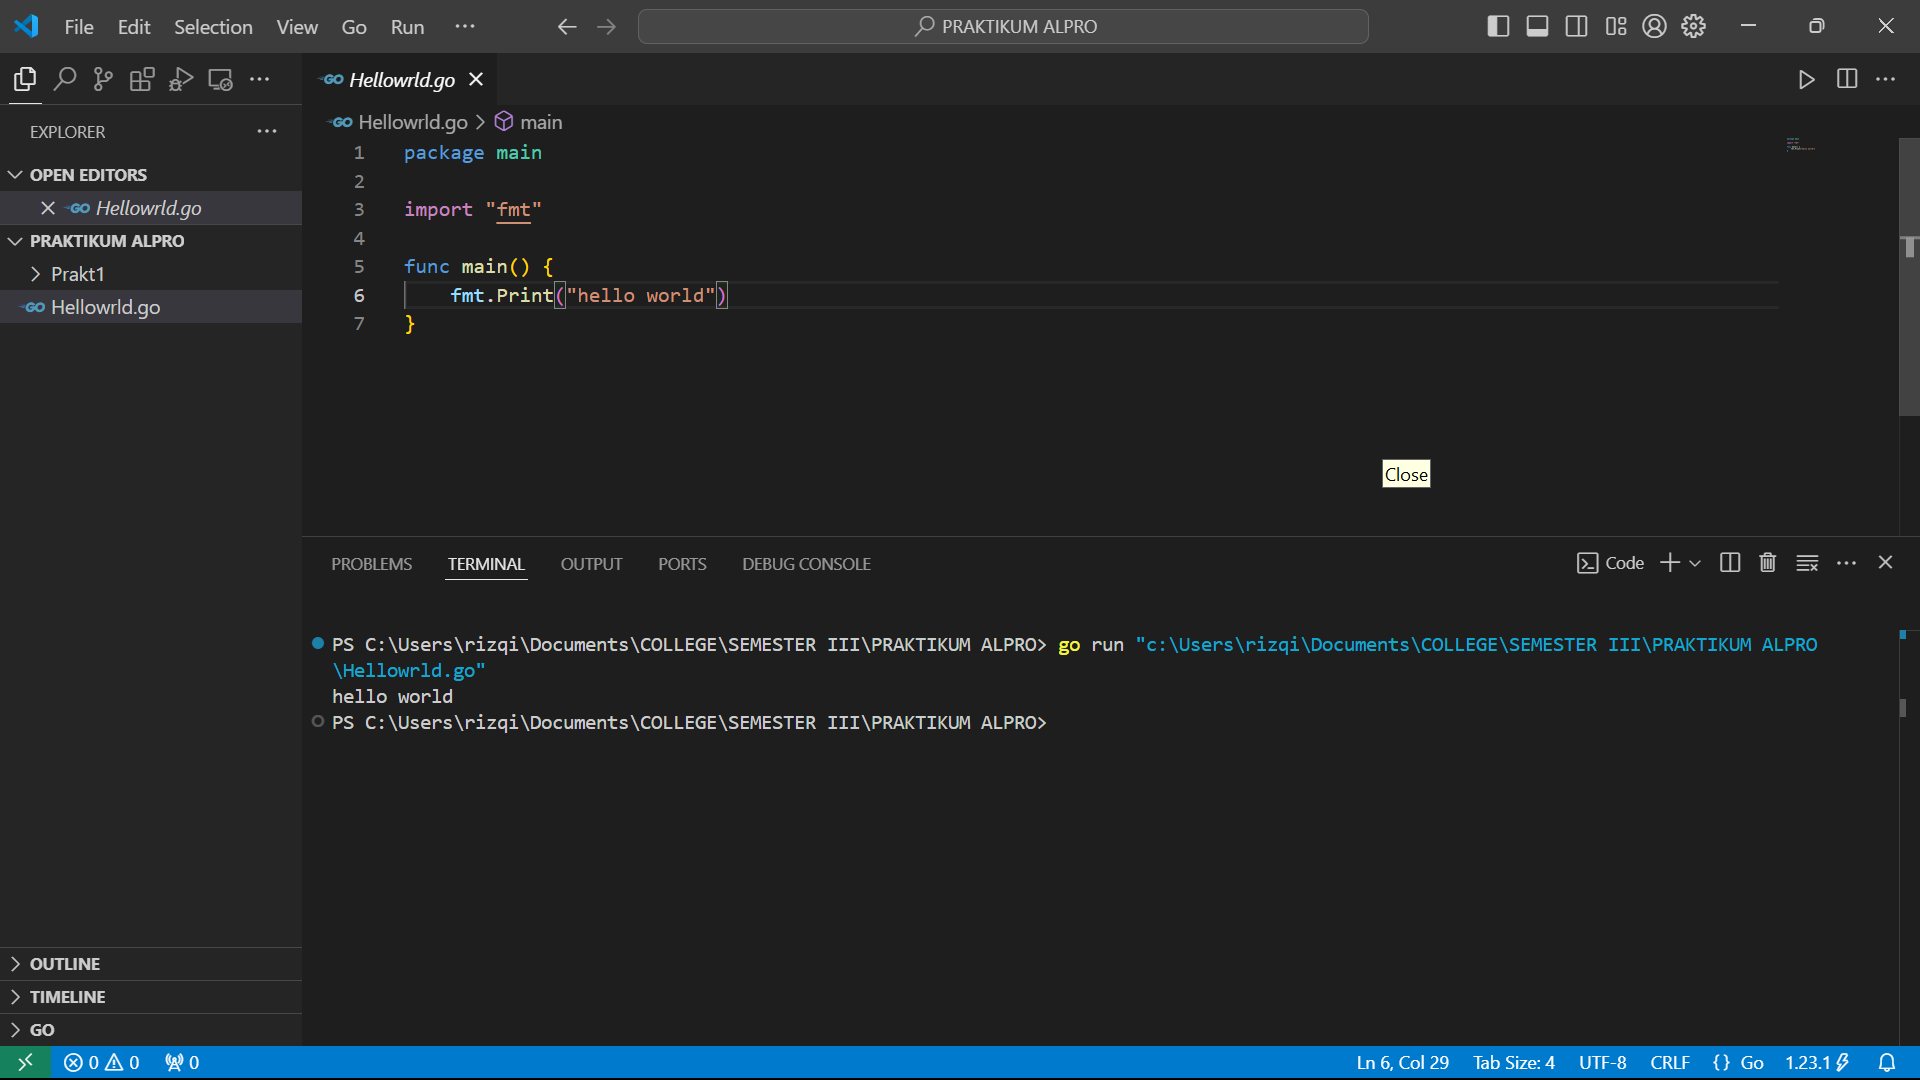 File Edit Selection View Go Run ··· PRAKTIKUM ALPRO
Hellowrld.go
EXPLORER
Hellowrld.go > main
OPEN EDITORS
Hellowrld.go
PRAKTIKUM ALPRO
Prakt1
Hellowrld.go
1 package main
2
3 import "fmt"
4
5 func main() {
6 fmt.Print("hello world")
7 }
Close
PROBLEMS TERMINAL OUTPUT PORTS DEBUG CONSOLE Code
PS C:\Users\rizqi\Documents\COLLEGE\SEMESTER III\PRAKTIKUM ALPRO> go run "c:\Users\rizqi\Documents\COLLEGE\SEMESTER III\PRAKTIKUM ALPRO
\Hellowrld.go"
hello world
PS C:\Users\rizqi\Documents\COLLEGE\SEMESTER III\PRAKTIKUM ALPRO>
OUTLINE
TIMELINE
GO
0 0 0 Ln 6, Col 29 Tab Size: 4 UTF-8 CRLF {} Go 1.23.1